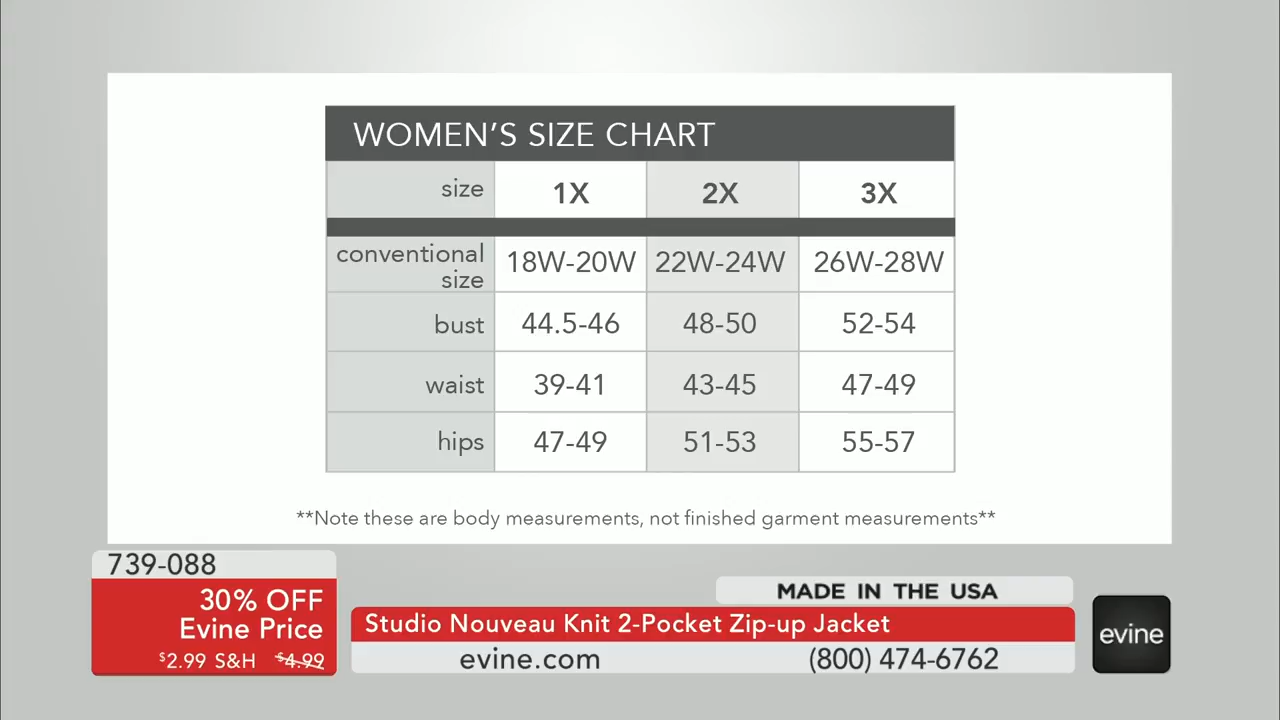 WOMEN'S SIZE CHART
size 1X 2X 3X
conventional size 18W-20W 22W-24W 26W-28W
bust 44.5-46 48-50 52-54
waist 39-41 43-45 47-49
hips 47-49 51-53 55-57
**Note these are body measurements, not finished garment measurements**
739-088
30% OFF
Evine Price
$2.99 S&H $4.99
MADE IN THE USA
Studio Nouveau Knit 2-Pocket Zip-up Jacket
evine.com (800) 474-6762
evine